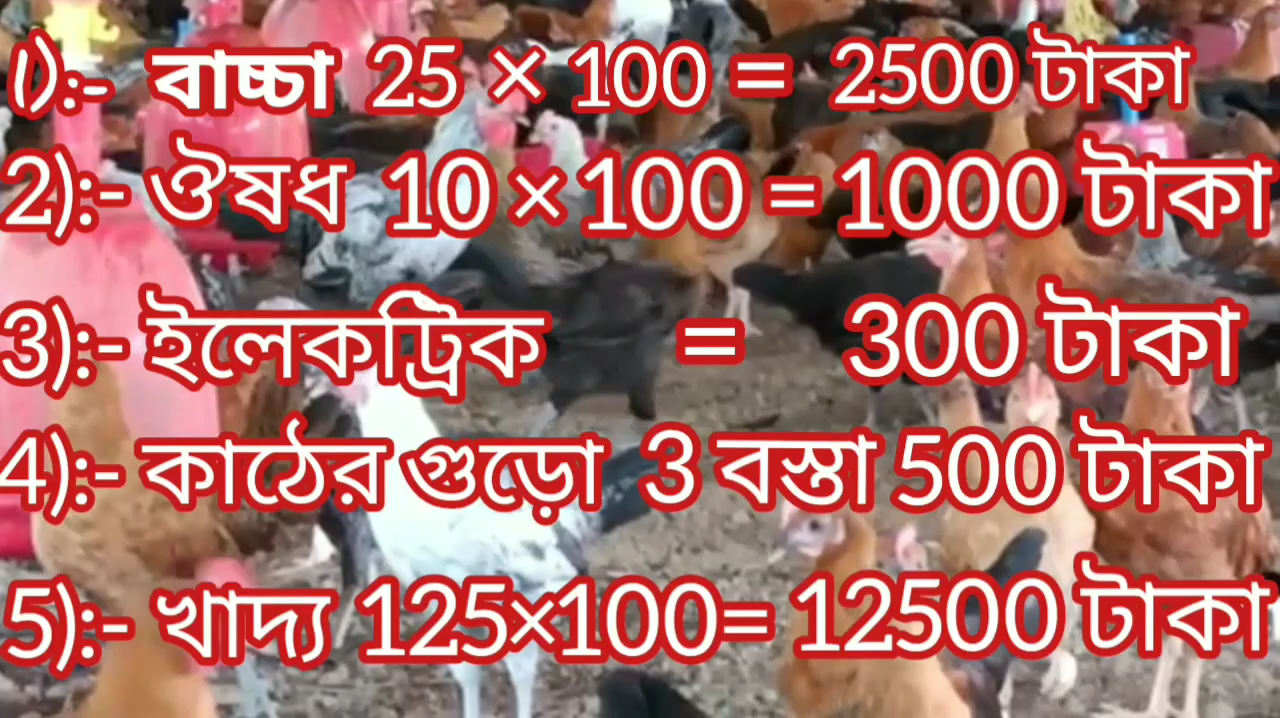 ১):- বাচ্চা 25 × 100 = 2500 টাকা
2):- ঔষধ 10 × 100 = 1000 টাকা
3):- ইলেকট্রিক = 300 টাকা
4):- কাঠের গুড়ো 3 বস্তা 500 টাকা
5):- খাদ্য 125×100= 12500 টাকা